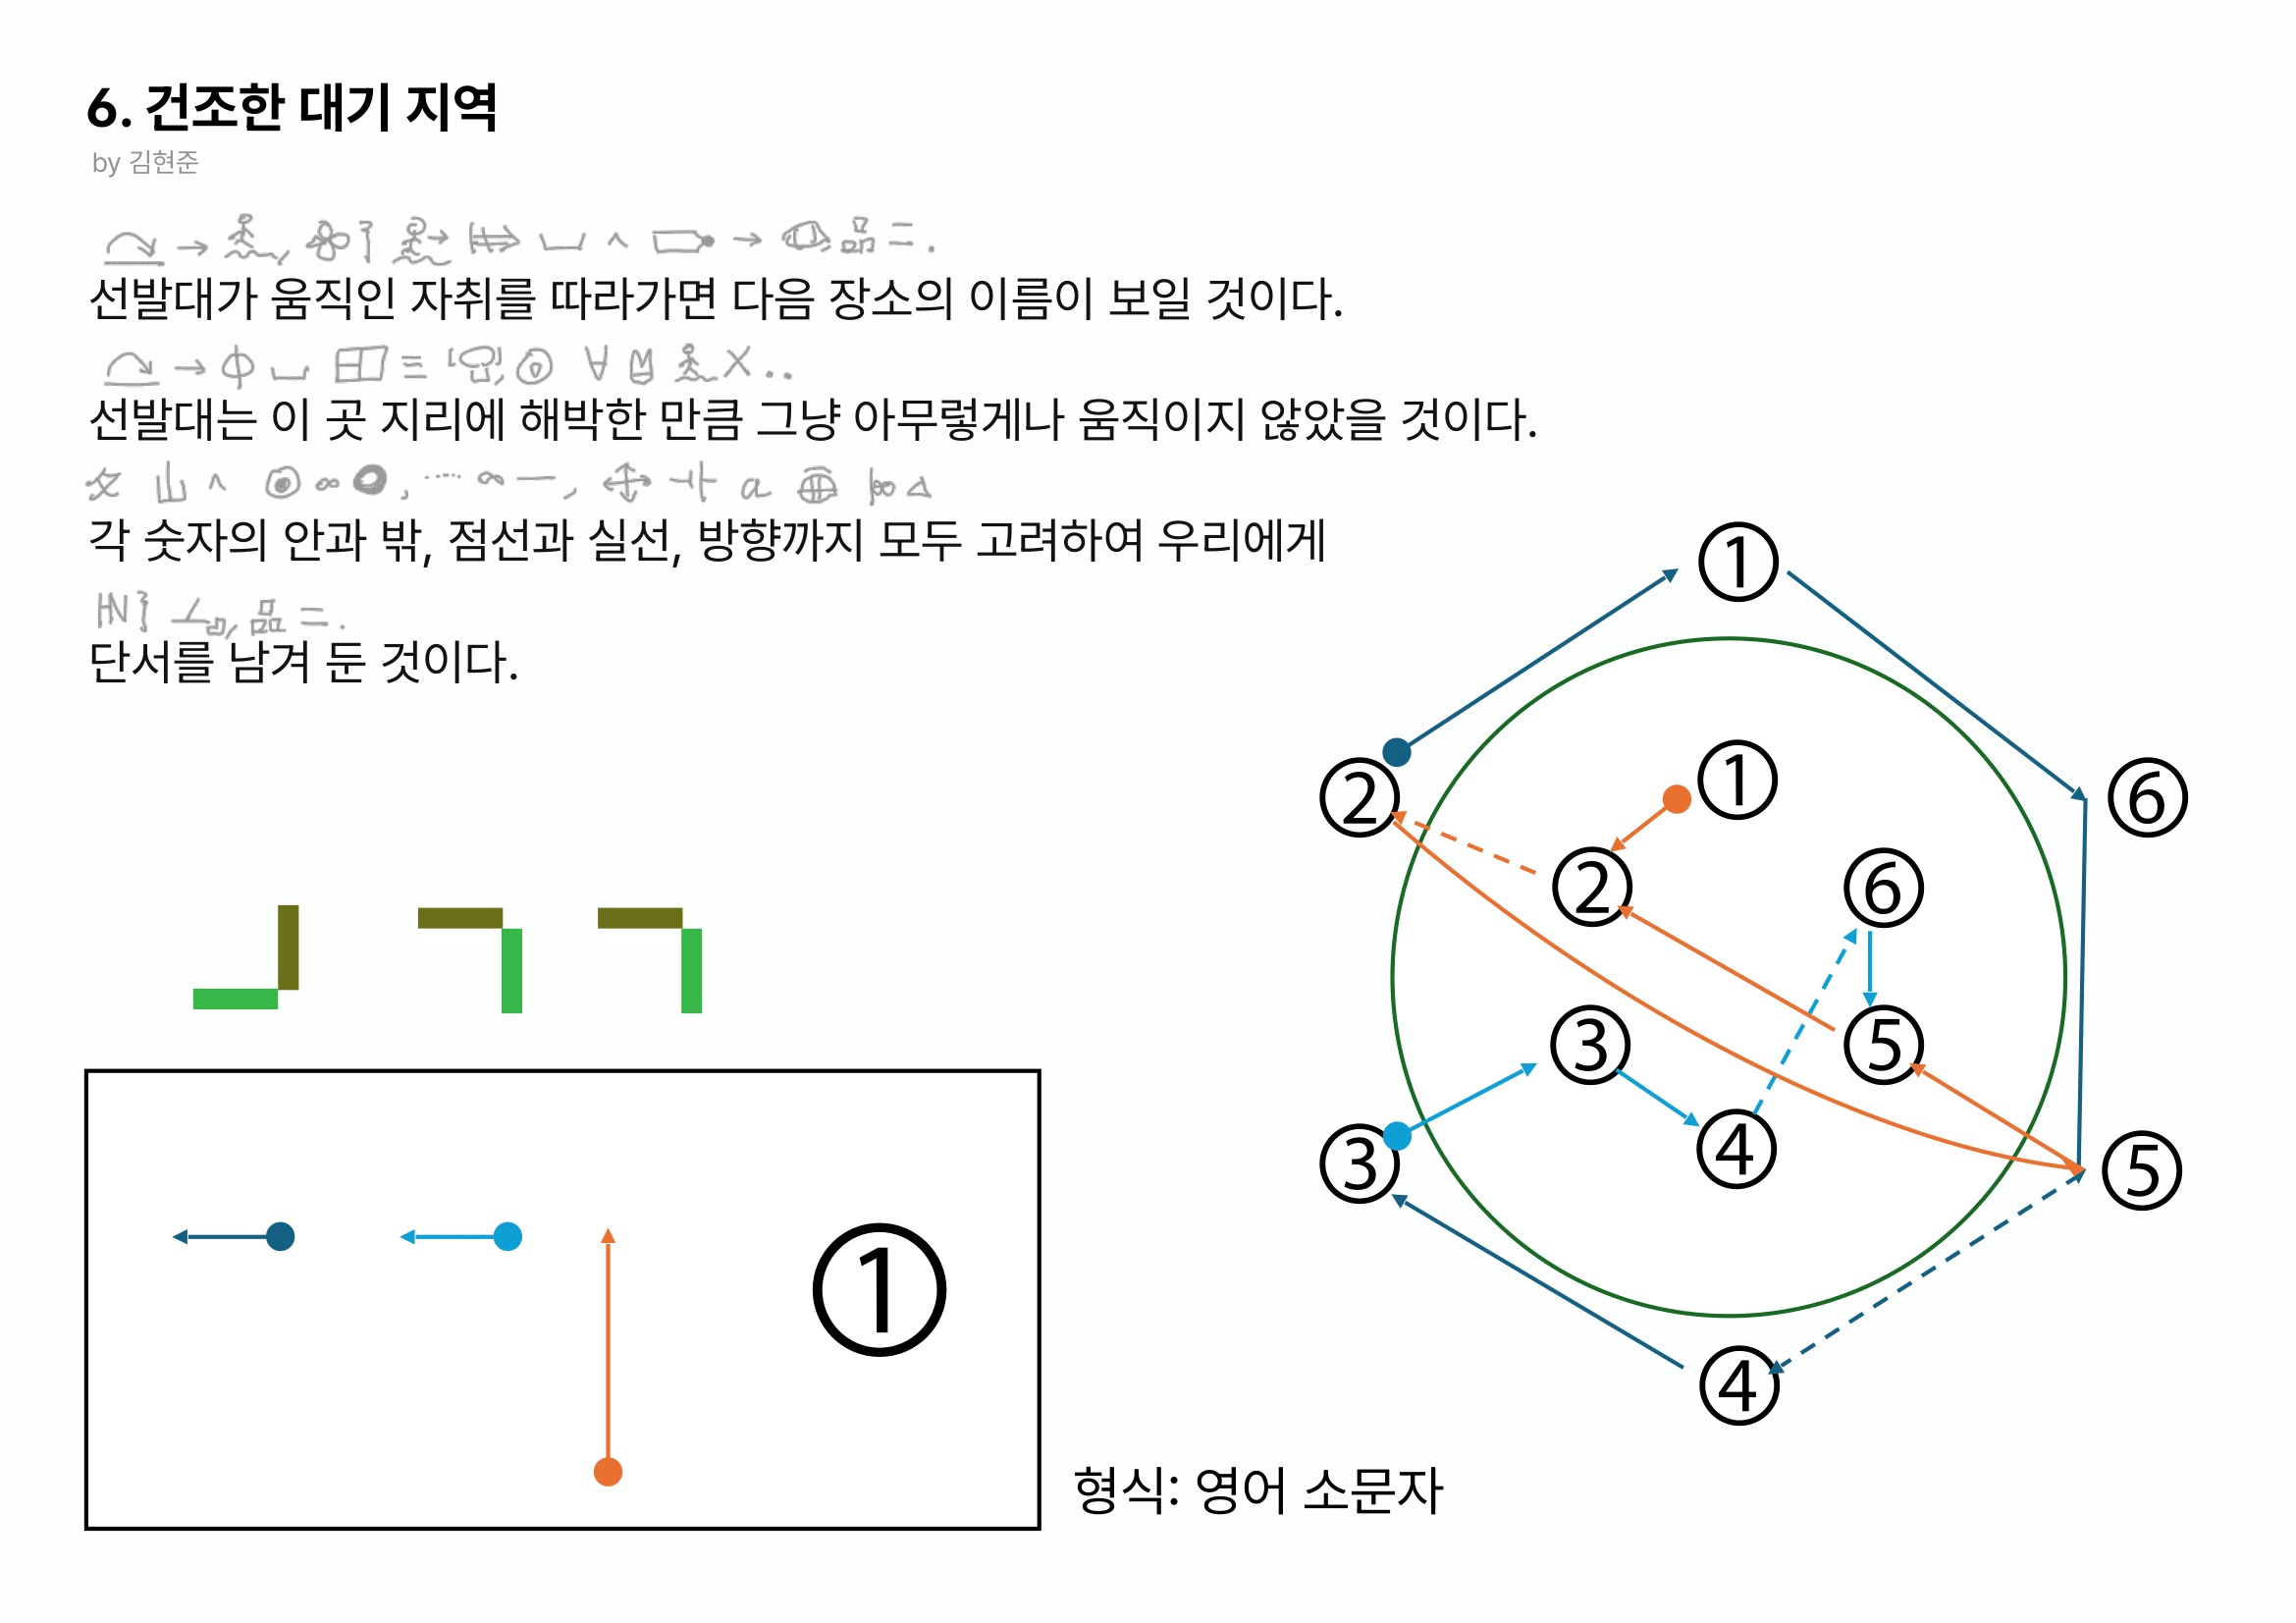 6. 건조한 대기 지역
by 김현준
선발대가 움직인 자취를 따라가면 다음 장소의 이름이 보일 것이다.
선발대는 이 곳 지리에 해박한 만큼 그냥 아무렇게나 움직이지 않았을 것이다.
각 숫자의 안과 밖, 점선과 실선, 방향까지 모두 고려하여 우리에게
단서를 남겨 둔 것이다.
①
①
②
⑥
②
⑥
③
⑤
③
④
⑤
①
④
형식: 영어 소문자